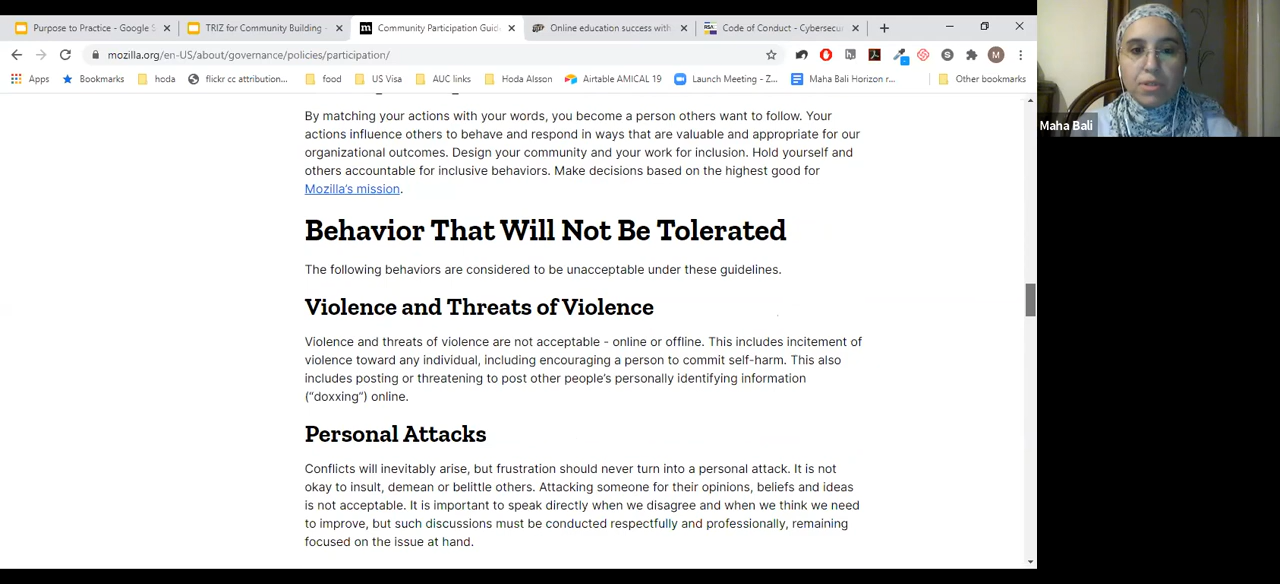 Purpose to Practice - Google S
TRIZ for Community Building -
Community Participation Guid
Online education success with
RSA
Code of Conduct - Cybersecur
mozilla.org/en-US/about/governance/policies/participation/
M
Apps
Bookmarks
hoda
flickr cc attribution...
food
US Visa
AUC links
Hoda Alsson
Airtable AMICAL 19
Launch Meeting - Z...
Maha Bali Horizon r...
Other bookmarks
By matching your actions with your words, you become a person others want to follow. Your
actions influence others to behave and respond in ways that are valuable and appropriate for our
organizational outcomes. Design your community and your work for inclusion. Hold yourself and
others accountable for inclusive behaviors. Make decisions based on the highest good for
Mozilla's mission.
Behavior That Will Not Be Tolerated
The following behaviors are considered to be unacceptable under these guidelines.
Violence and Threats of Violence
Violence and threats of violence are not acceptable - online or offline. This includes incitement of
violence toward any individual, including encouraging a person to commit self-harm. This also
includes posting or threatening to post other people's personally identifying information
("doxxing") online.
Personal Attacks
Conflicts will inevitably arise, but frustration should never turn into a personal attack. It is not
okay to insult, demean or belittle others. Attacking someone for their opinions, beliefs and ideas
is not acceptable. It is important to speak directly when we disagree and when we think we need
to improve, but such discussions must be conducted respectfully and professionally, remaining
focused on the issue at hand.
Maha Bali